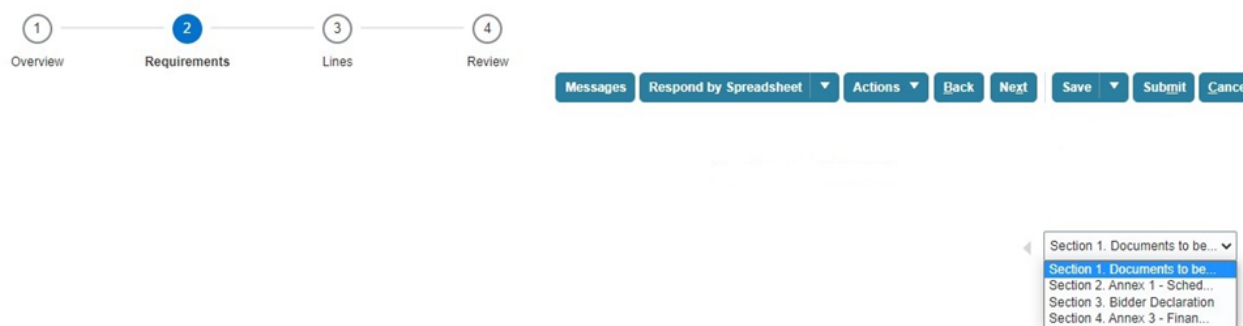 1 2 3 4
Overview Requirements Lines Review
Messages Respond by Spreadsheet Actions Back Next Save Submit Cance
Section 1. Documents to be...
Section 1. Documents to be...
Section 2. Annex 1 - Sched...
Section 3. Bidder Declaration
Section 4. Annex 3 - Finan...